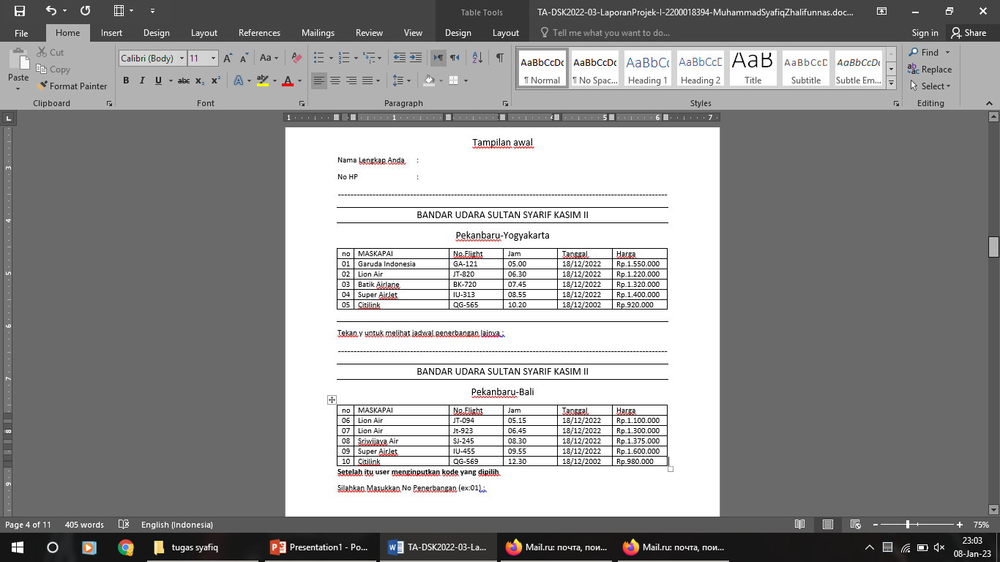 Table Tools
TA-DSK2022-03-LaporanProjek-I-2200018394-MuhammadSyafiqZhalifunnas.doc...
File Home Insert Design Layout References Mailings Review View Design Layout Tell me what you want to do... Sign in Share
Paste Cut Copy Format Painter
Calibri (Body) 11
AaBbCcDc AaBbCcDc AaBbCc AaBbCcD AaB AaBbCcD AaBbCcDc
¶ Normal ¶ No Spac... Heading 1 Heading 2 Title Subtitle Subtle Em...
Find Replace Select
Clipboard Font Paragraph Styles Editing
Tampilan awal
Nama Lengkap Anda :
No HP :
BANDAR UDARA SULTAN SYARIF KASIM II
Pekanbaru-Yogyakarta
no MASKAPAI No.Flight Jam Tanggal Harga
01 Garuda Indonesia GA-121 05.00 18/12/2022 Rp.1.550.000
02 Lion Air JT-820 06.30 18/12/2022 Rp.1.220.000
03 Batik Airlane BK-720 07.45 18/12/2022 Rp.1.320.000
04 Super AirJet IU-313 08.55 18/12/2022 Rp.1.400.000
05 Citilink QG-565 10.20 18/12/2002 Rp.920.000
Tekan y untuk melihat jadwal penerbangan lainya :
BANDAR UDARA SULTAN SYARIF KASIM II
Pekanbaru-Bali
no MASKAPAI No.Flight Jam Tanggal Harga
06 Lion Air JT-094 05.15 18/12/2022 Rp.1.100.000
07 Lion Air Jt-923 06.45 18/12/2022 Rp.1.300.000
08 Sriwijaya Air SJ-245 08.30 18/12/2022 Rp.1.375.000
09 Super AirJet IU-455 09.55 18/12/2022 Rp.1.600.000
10 Citilink QG-569 12.30 18/12/2002 Rp.980.000
Setelah itu user menginputkan kode yang dipilih
Silahkan Masukkan No Penerbangan (ex:01) :
Page 4 of 11 405 words English (Indonesia) 75%
tugas syafiq Presentation1 - Po... TA-DSK2022-03-La... Mail.ru: почта, пои... Mail.ru: почта, пои... 23:03
08-Jan-23